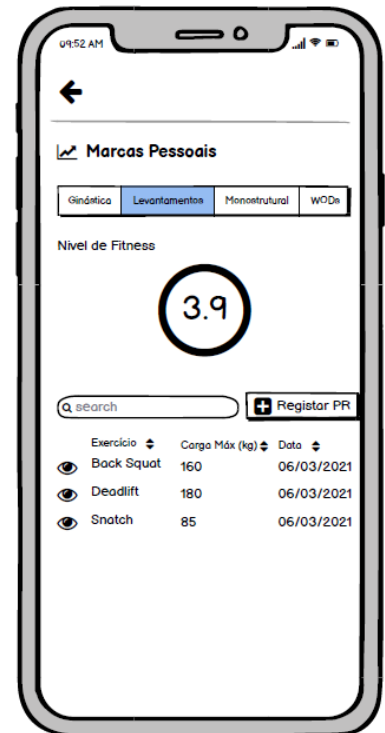 09:52 AM
Marcas Pessoais
Ginástica Levantamentos Monostrutural WODs
Nivel de Fitness
3.9
search Registar PR
Exercício Carga Máx (kg) Data
Back Squat 160 06/03/2021
Deadlift 180 06/03/2021
Snatch 85 06/03/2021